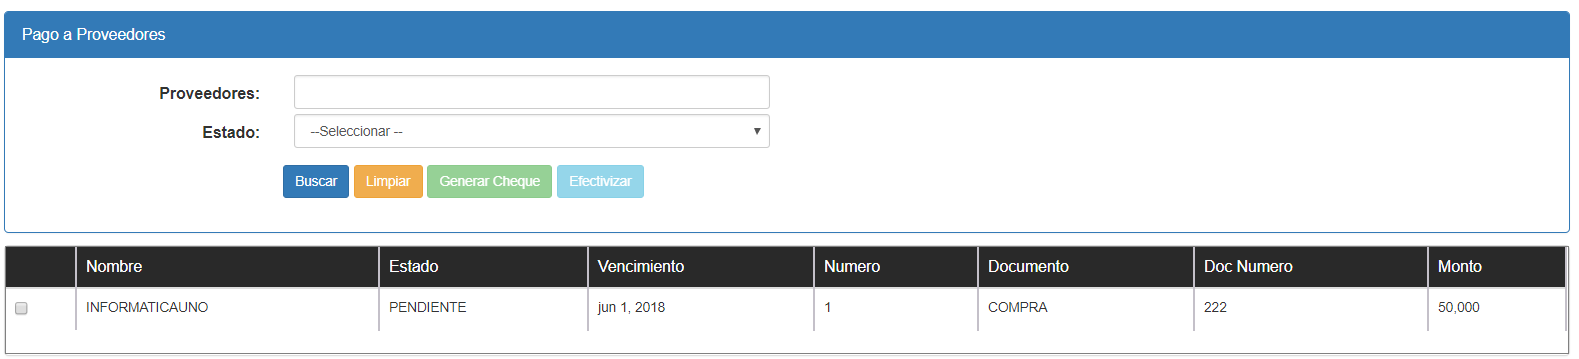 Pago a Proveedores
Proveedores:
Estado: --Seleccionar --
Buscar Limpiar Generar Cheque Efectivizar
Nombre Estado Vencimiento Numero Documento Doc Numero Monto
INFORMATICAUNO PENDIENTE jun 1, 2018 1 COMPRA 222 50,000